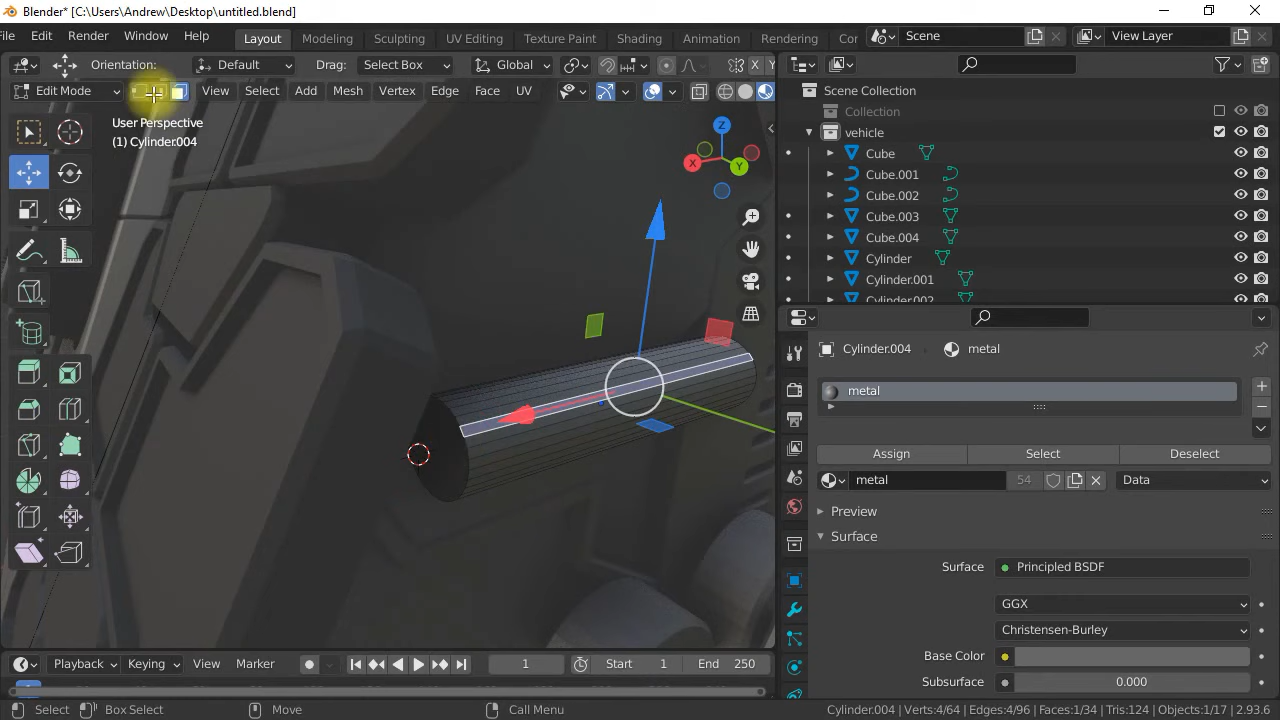 Blender* [C:\Users\Andrew\Desktop\untitled.blend]
File Edit Render Window Help Layout Modeling Sculpting UV Editing Texture Paint Shading Animation Rendering Scene View Layer
Orientation: Default Drag: Select Box Global X Y
Edit Mode View Select Add Mesh Vertex Edge Face UV
User Perspective
(1) Cylinder.004
Z
X
Y
Scene Collection
Collection
vehicle
Cube
Cube.001
Cube.002
Cube.003
Cube.004
Cylinder
Cylinder.001
Cylinder.002
Cylinder.004 metal
metal
Assign Select Deselect
metal 54 Data
Preview
Surface
Surface Principled BSDF
GGX
Christensen-Burley
Base Color
Subsurface 0.000
Playback Keying View Marker 1 Start 1 End 250
Select Box Select Move Call Menu Cylinder.004 | Verts:4/64 | Edges:4/96 | Faces:1/34 | Tris:124 | Objects:1/17 | 2.93.6